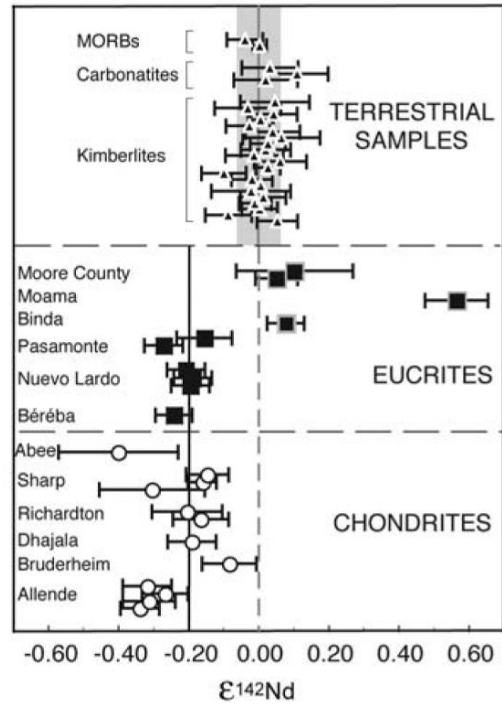 MORBs
Carbonatites
TERRESTRIAL
SAMPLES
Kimberlites
Moore County
Moama
Binda
Pasamonte
Nuevo Lardo
EUCRITES
Béréba
Abee
Sharp
Richardton
CHONDRITES
Dhajala
Bruderheim
Allende
-0.60 -0.40 -0.20 0.00 0.20 0.40 0.60
ε¹⁴²Nd